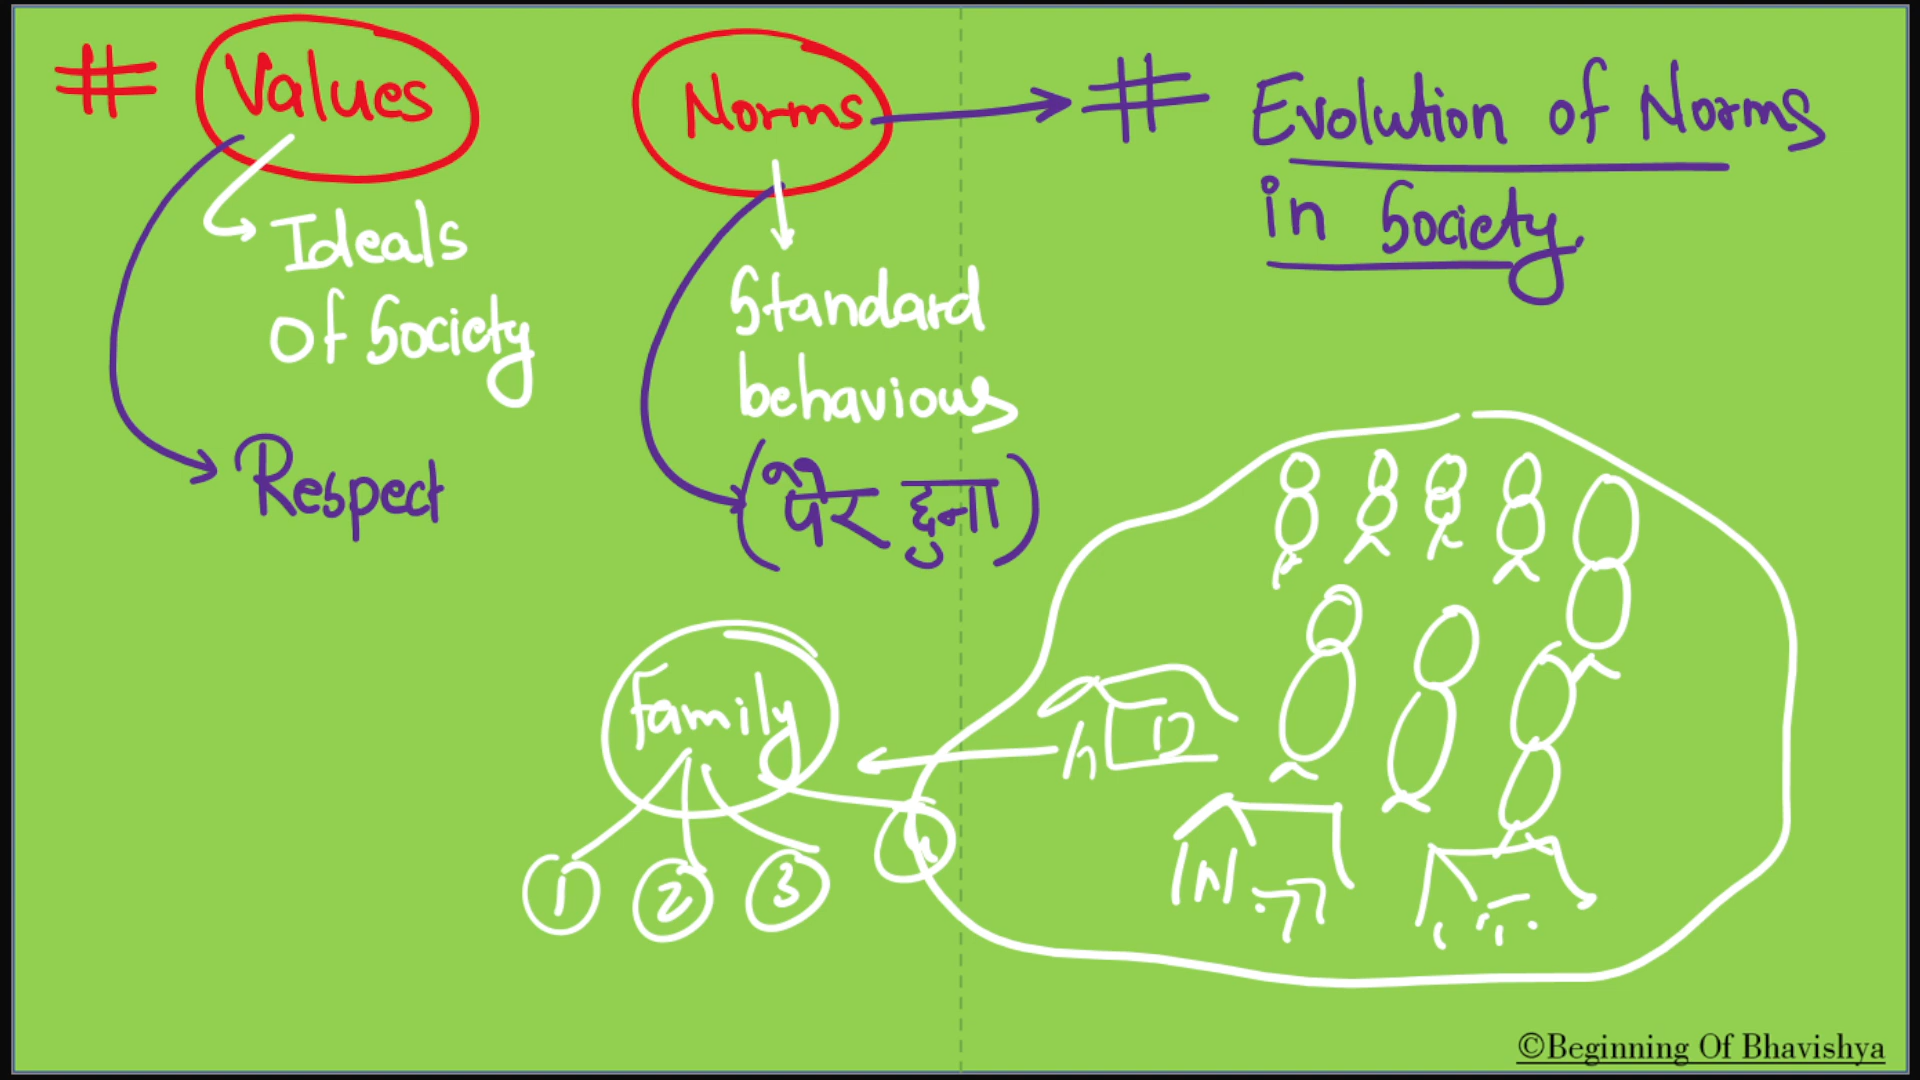 # Values
Norms
# Evolution of Norms
in Society.
Ideals
of Society
Standard
behaviours
Respect
(पैर छुना)
family
1 2 3
©Beginning Of Bhavishya